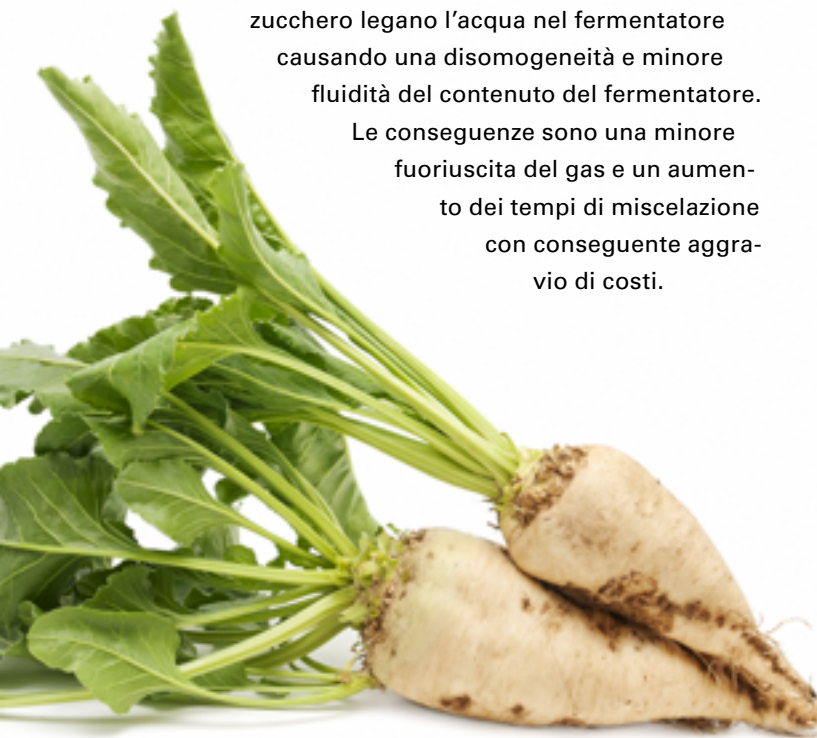 zucchero legano l’acqua nel fermentatore
causando una disomogeneità e minore
fluidità del contenuto del fermentatore.
Le conseguenze sono una minore
fuoriuscita del gas e un aumen-
to dei tempi di miscelazione
con conseguente aggra-
vio di costi.